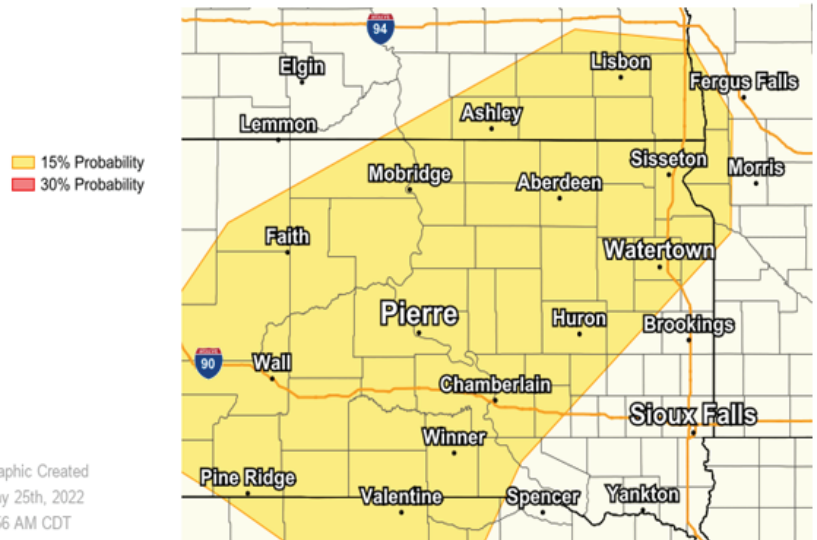 94
Elgin
Lisbon
Fergus Falls
Ashley
Lemmon
15% Probability
30% Probability
Sisseton
Mobridge
Morris
Aberdeen
Faith
Watertown
Pierre
Huron
Brookings
90
Wall
Chamberlain
Sioux Falls
Winner
aphic Created
Pine Ridge
Valentine
Spencer
Yankton
y 25th, 2022
56 AM CDT